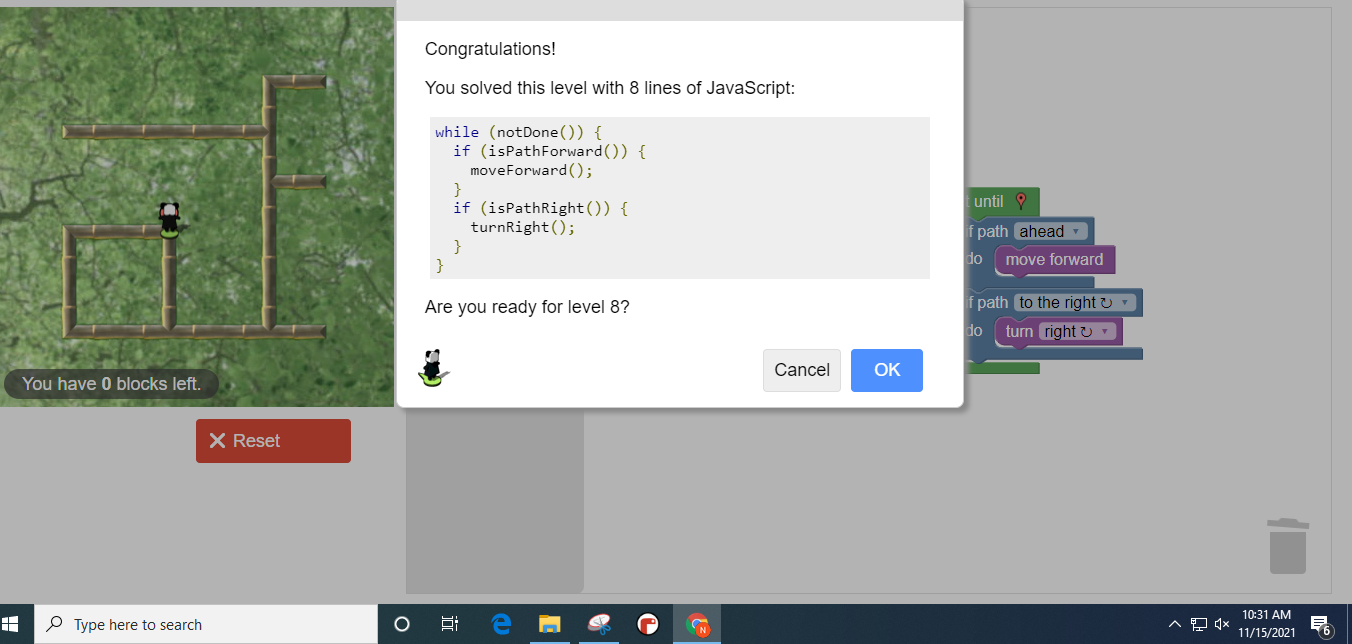 Congratulations!
You solved this level with 8 lines of JavaScript:
while (notDone()) {
  if (isPathForward()) {
    moveForward();
  }
  if (isPathRight()) {
    turnRight();
  }
}
Are you ready for level 8?
Cancel
OK
You have 0 blocks left.
Reset
until
path ahead
do
move forward
path to the right ↻
do
turn right ↻
Type here to search
N
10:31 AM
11/15/2021
6